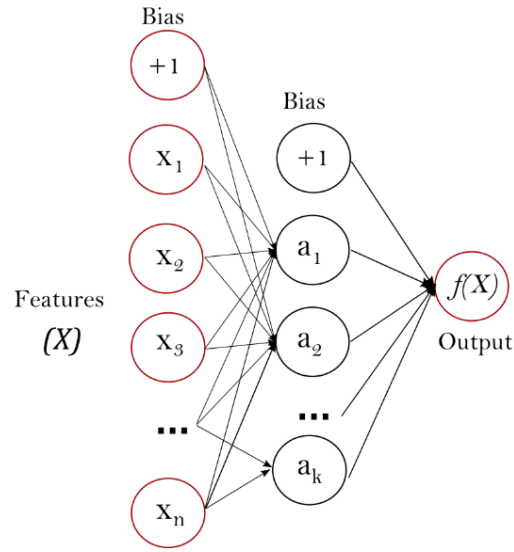 Bias
+1
x1
x2
x3
...
xn
Features
(X)
Bias
+1
a1
a2
...
ak
f(X)
Output